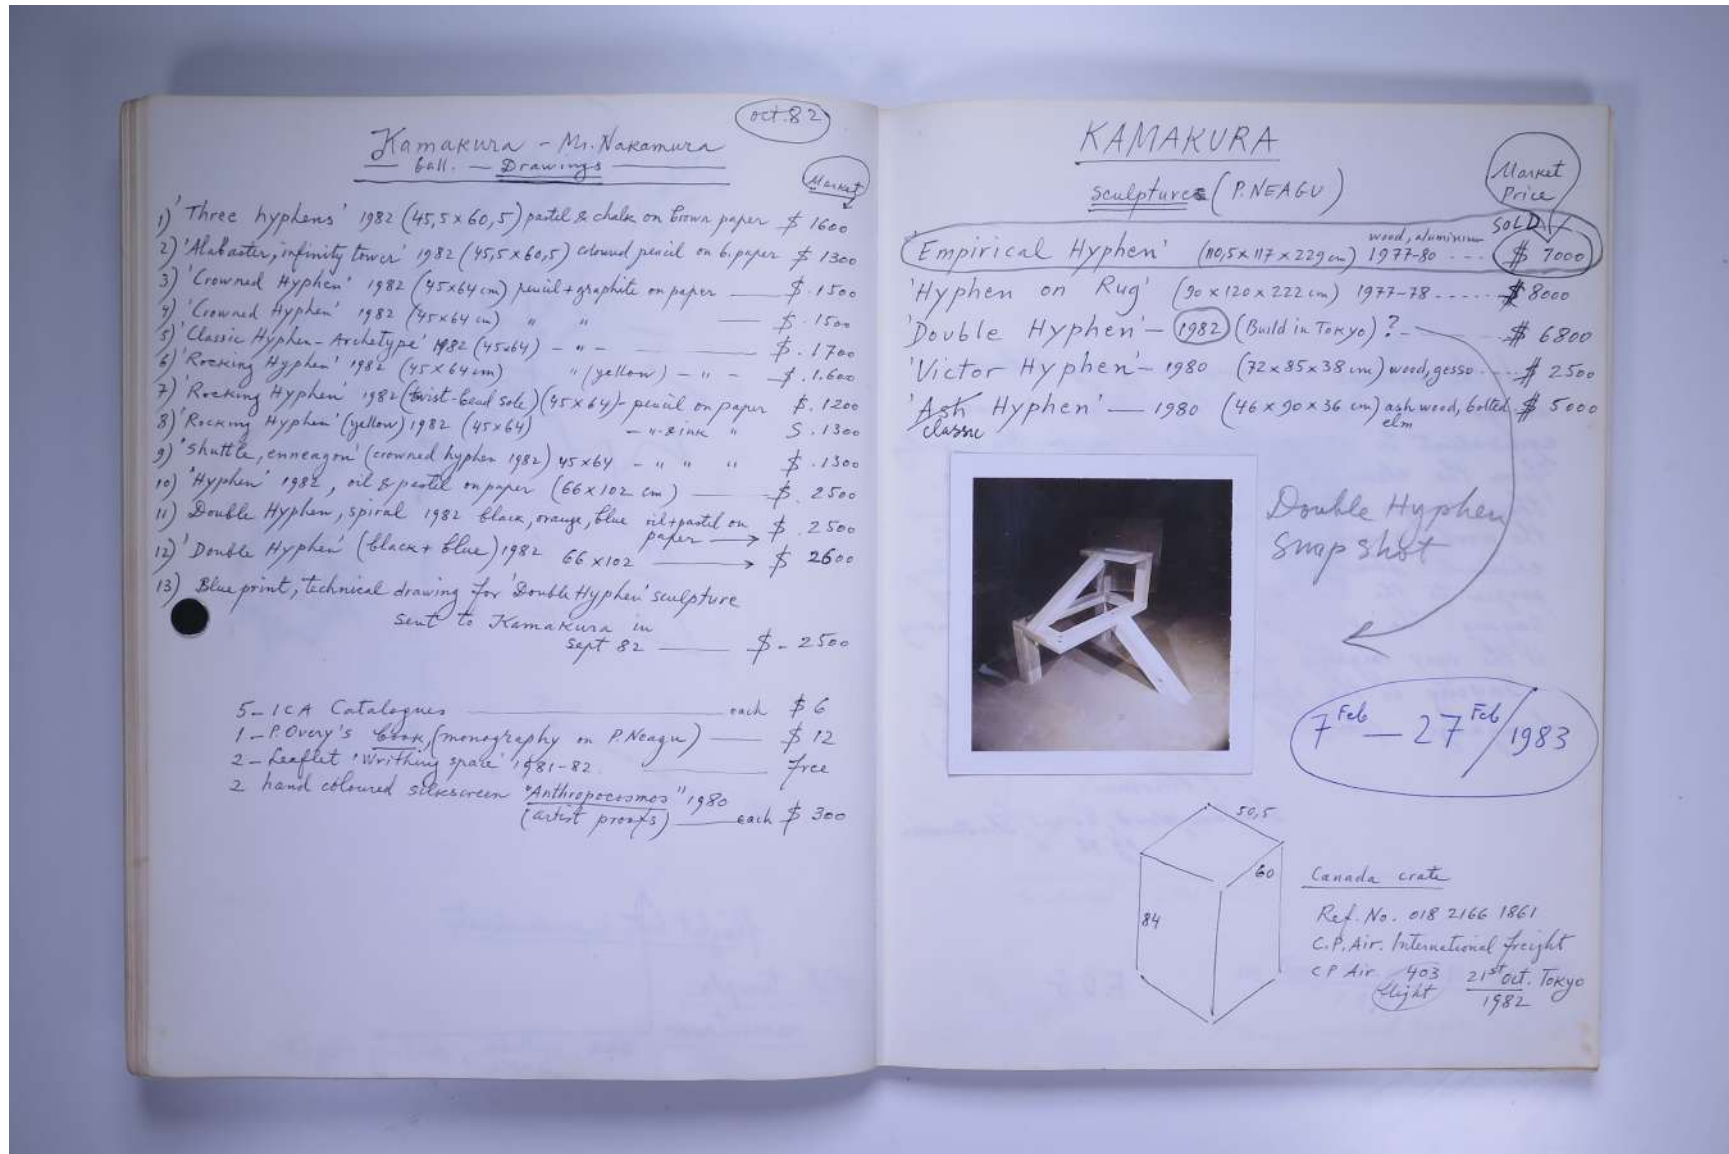 oct. 82
Kamakura - Mr. Nakamura
Gall. — Drawings
Market
1) 'Three hyphens' 1982 (45,5 x 60,5) pastel & chalk on brown paper $ 1600
2) 'Alabaster, infinity tower' 1982 (45,5 x 60,5) coloured pencil on b. paper $ 1300
3) 'Crowned Hyphen' 1982 (45x64 cm) pencil + graphite on paper — $. 1500
4) 'Crowned Hyphen' 1982 (45x64 cm) " " — $. 1500
5) 'Classic Hyphen - Archetype' 1982 (45x64) - " - — $. 1700
6) 'Rocking Hyphen' 1982 (45x64 cm) " (yellow) - " - $. 1.600
7) 'Rocking Hyphen' 1982 (twist-bead sole) (45x64) - pencil on paper $. 1200
8) 'Rocking Hyphen' (yellow) 1982 (45x64) - " & ink " $. 1300
9) 'Shuttle, enneagon' (crowned hyphen 1982) 45x64 - " " " $. 1300
10) 'Hyphen' 1982, oil & pastel on paper (66x102 cm) — $. 2500
11) Double Hyphen, spiral 1982 black, orange, blue oil+pastel on paper → $. 2500
12) 'Double Hyphen' (black + blue) 1982 66x102 → $ 2600
13) Blue print, technical drawing for 'Double Hyphen' sculpture
sent to Kamakura in
sept 82 — $ - 2500
5 - ICA Catalogues — each $ 6
1 - P. Overy's book, (monography on P. Neagu) — $ 12
2 - Leaflet 'Writhing space' 1981-82 — free
2 hand coloured silkscreen "Anthropocosmos" 1980
(artist proofs) — each $ 300
KAMAKURA
Market Price
Sculptures (P. NEAGU)
SOLD
'Empirical Hyphen' (110,5 x 117 x 229 cm) wood, aluminium 1977-80 ... $ 7000
'Hyphen on Rug' (90 x 120 x 222 cm) 1977-78 ..... $ 8000
'Double Hyphen' - 1982 (Build in Tokyo) ? - $ 6800
'Victor Hyphen' - 1980 (72 x 85 x 38 cm) wood, gesso .... $ 2500
'Ash Hyphen' — 1980 (46 x 90 x 36 cm) ash wood, bolted $ 5000
classic elm
Double Hyphen
snap shot
7 Feb — 27 Feb / 1983
50,5
60
84
Canada crate
Ref. No. 018 2166 1861
C.P. Air. International freight
CP Air 403 21st Oct. Tokyo
flight 1982